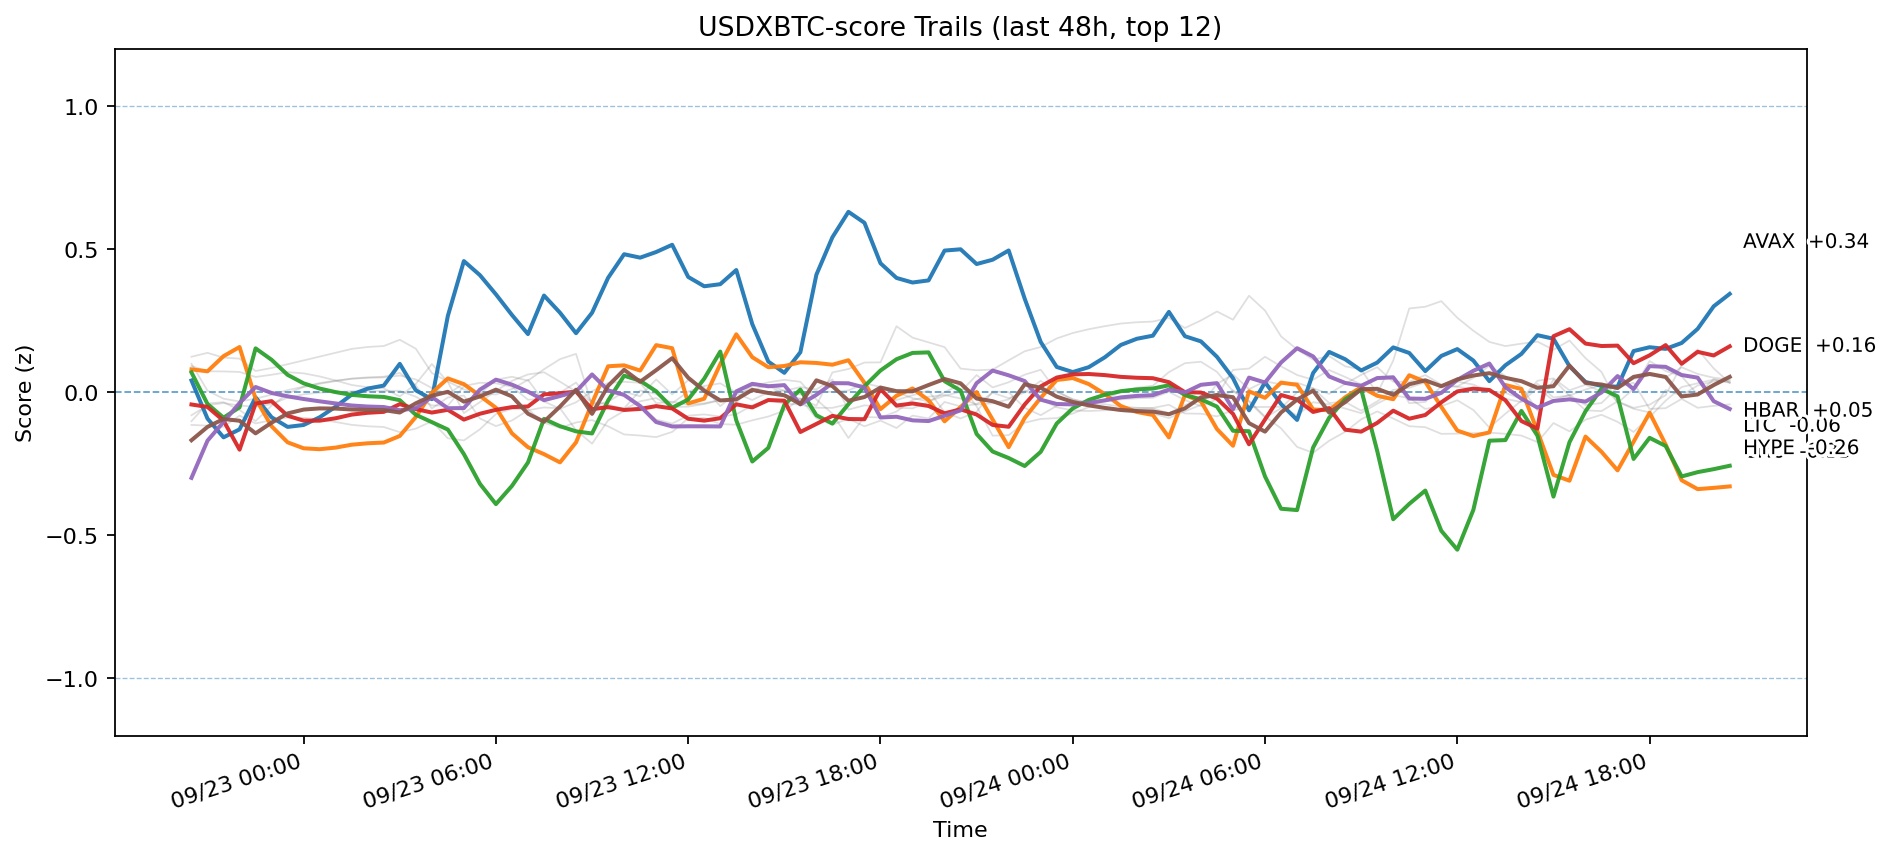 USDXBTC-score Trails (last 48h, top 12)
Score (z)
1.0
0.5
0.0
−0.5
−1.0
AVAX +0.34
DOGE +0.16
HBAR +0.05
LTC -0.06
HYPE -0.26
09/23 00:00
09/23 06:00
09/23 12:00
09/23 18:00
09/24 00:00
09/24 06:00
09/24 12:00
09/24 18:00
Time